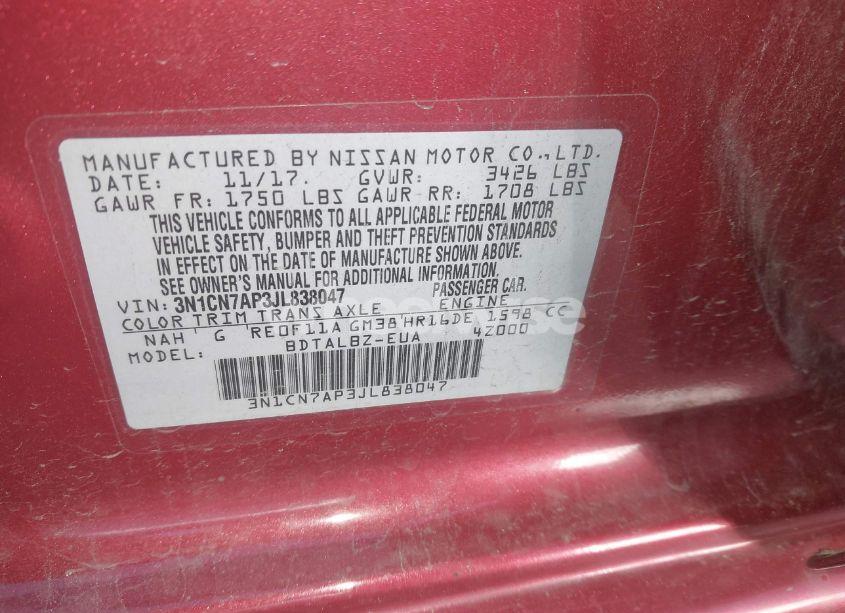 MANUFACTURED BY NISSAN MOTOR CO., LTD.
DATE: 11/17. GVWR: 3426 LBS
GAWR FR: 1750 LBS GAWR RR: 1708 LBS
THIS VEHICLE CONFORMS TO ALL APPLICABLE FEDERAL MOTOR
VEHICLE SAFETY, BUMPER AND THEFT PREVENTION STANDARDS
IN EFFECT ON THE DATE OF MANUFACTURE SHOWN ABOVE.
SEE OWNER'S MANUAL FOR ADDITIONAL INFORMATION.
VIN: 3N1CN7AP3JL838047 PASSENGER CAR.
COLOR TRIM TRANS AXLE ENGINE
NAH G RE0F11A GM38 HR16DE 1598 CC
MODEL: BDTALBZ-EUA 4Z000
3N1CN7AP3JL838047